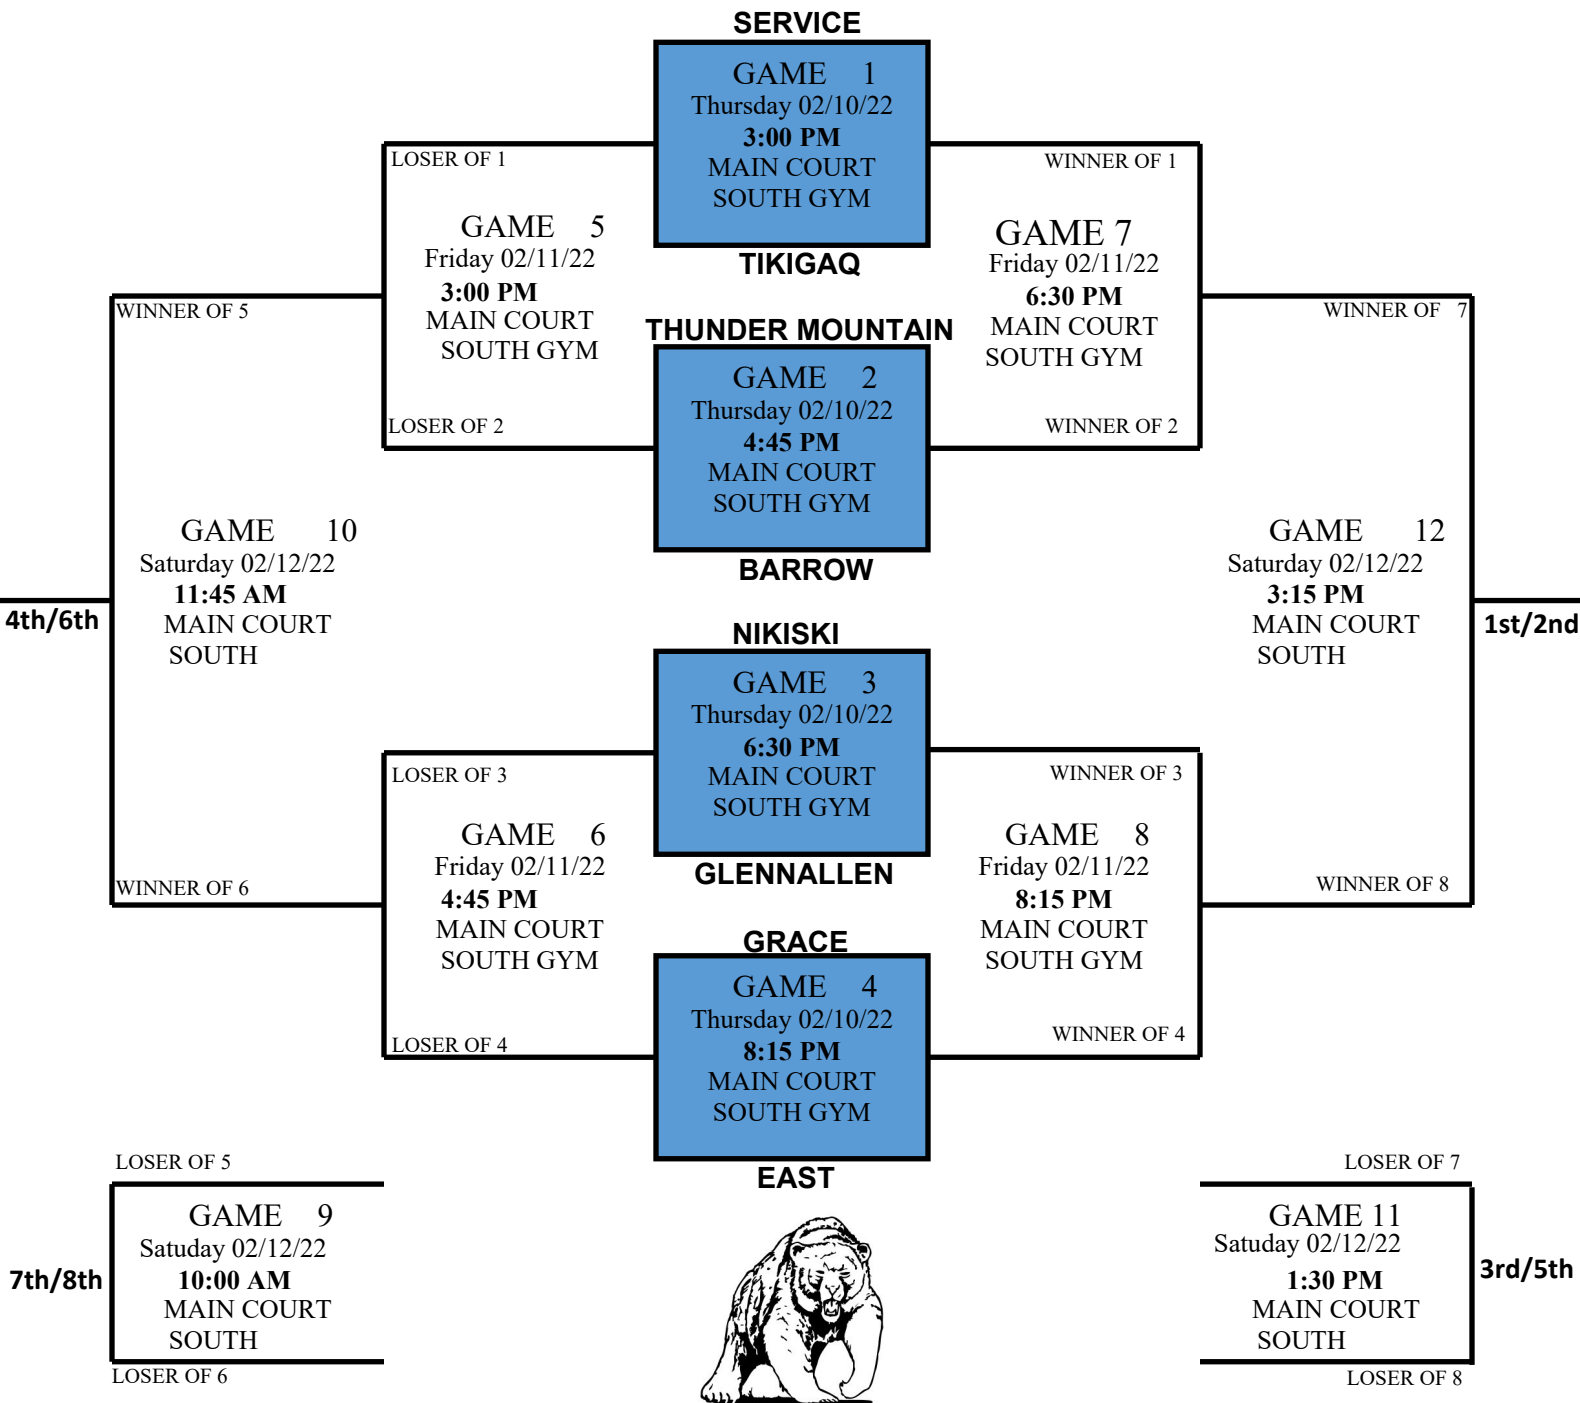 SERVICE
GAME 1
Thursday 02/10/22
3:00 PM
MAIN COURT
SOUTH GYM
TIKIGAQ
LOSER OF 1
WINNER OF 1
GAME 5
Friday 02/11/22
3:00 PM
MAIN COURT
SOUTH GYM
GAME 7
Friday 02/11/22
6:30 PM
MAIN COURT
SOUTH GYM
WINNER OF 5
WINNER OF 7
THUNDER MOUNTAIN
GAME 2
Thursday 02/10/22
4:45 PM
MAIN COURT
SOUTH GYM
BARROW
LOSER OF 2
WINNER OF 2
GAME 10
Saturday 02/12/22
11:45 AM
MAIN COURT
SOUTH
4th/6th
GAME 12
Saturday 02/12/22
3:15 PM
MAIN COURT
SOUTH
1st/2nd
NIKISKI
GAME 3
Thursday 02/10/22
6:30 PM
MAIN COURT
SOUTH GYM
GLENNALLEN
LOSER OF 3
WINNER OF 3
GAME 6
Friday 02/11/22
4:45 PM
MAIN COURT
SOUTH GYM
GAME 8
Friday 02/11/22
8:15 PM
MAIN COURT
SOUTH GYM
WINNER OF 6
WINNER OF 8
GRACE
GAME 4
Thursday 02/10/22
8:15 PM
MAIN COURT
SOUTH GYM
EAST
LOSER OF 4
WINNER OF 4
LOSER OF 5
GAME 9
Satuday 02/12/22
10:00 AM
MAIN COURT
SOUTH
7th/8th
LOSER OF 6
LOSER OF 7
GAME 11
Satuday 02/12/22
1:30 PM
MAIN COURT
SOUTH
3rd/5th
LOSER OF 8